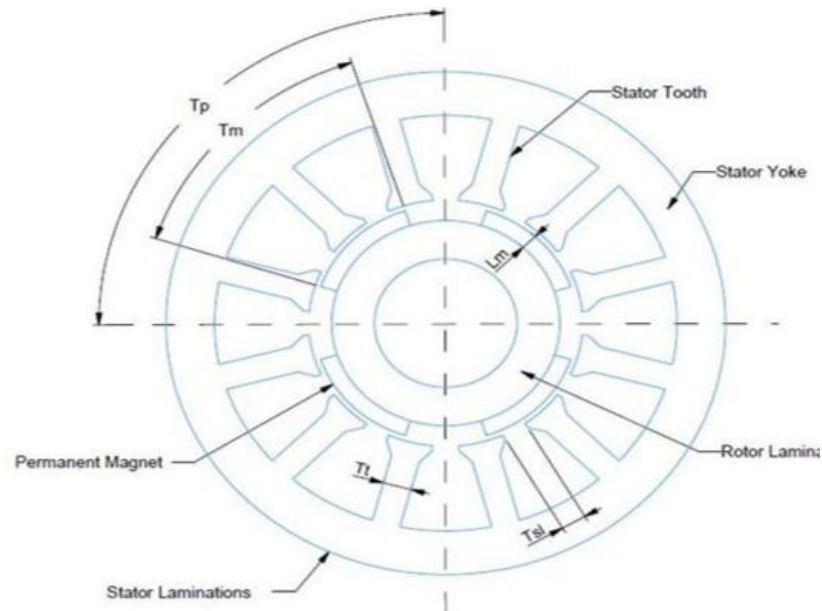 Tp
Tm
Stator Tooth
Stator Yoke
Lm
Permanent Magnet
Rotor Lamina
Tt
Tsl
Stator Laminations